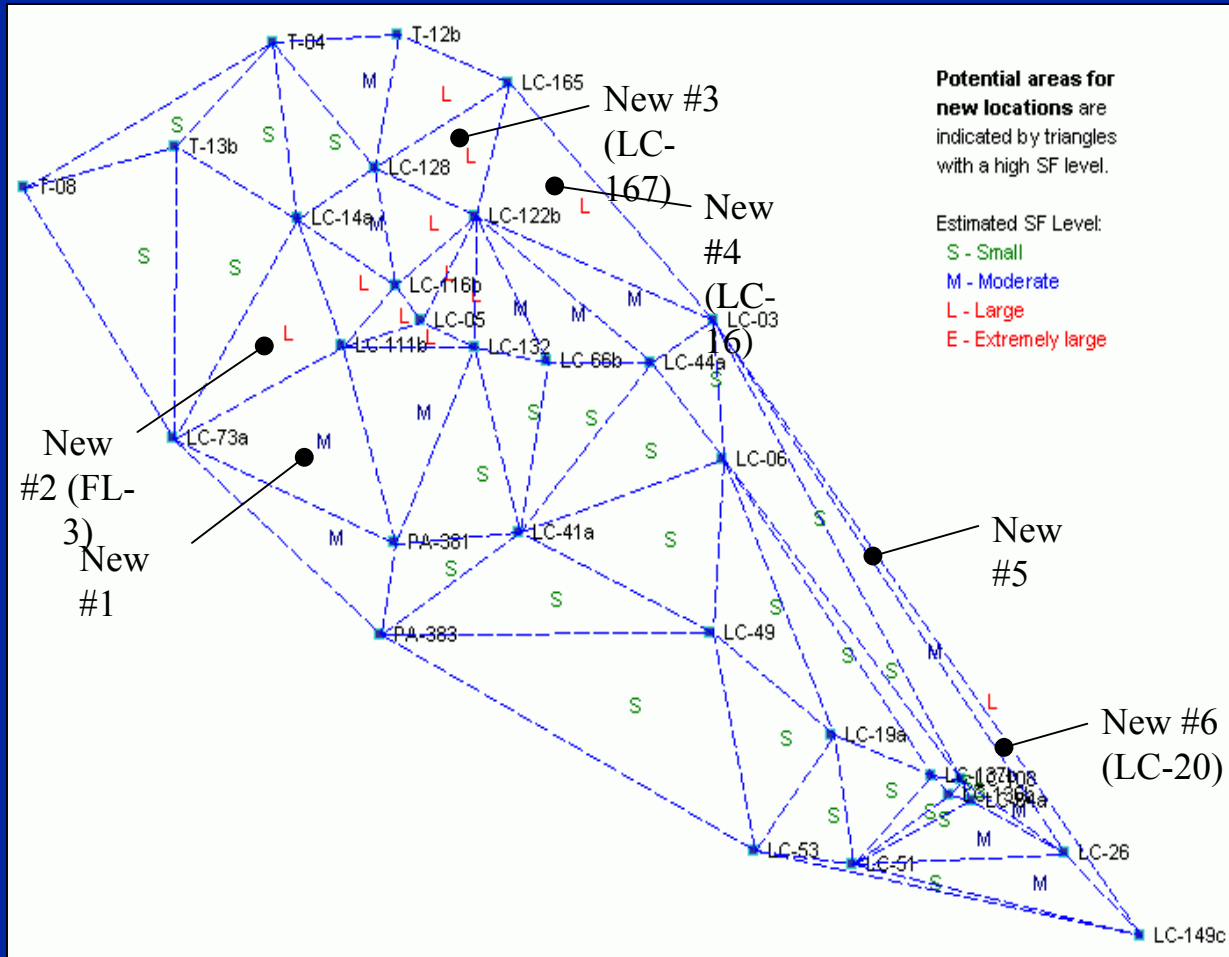 T-04
T-12b
LC-165
T-13b
LC-128
T-08
LC-14a
LC-122b
LC-116b
LC-05
LC-03
LC-111b
LC-132
LC-66b
LC-44a
LC-73a
LC-06
PA-381
LC-41a
PA-383
LC-49
LC-19a
LC-137b
LC-53
LC-51
LC-26
LC-149c
New #3
(LC-
167)
New
#4
(LC-
16)
New
#2 (FL-
3)
New
#1
New
#5
New #6
(LC-20)
Potential areas for
new locations are
indicated by triangles
with a high SF level.
Estimated SF Level:
S - Small
M - Moderate
L - Large
E - Extremely large
M
L
S
S
S
L
L
M
L
S
S
L
L
L
M
M
M
L
L
L
S
M
S
S
M
S
S
S
M
S
S
S
S
S
S
M
L
S
S
S
S
S
S
M
M
S
M